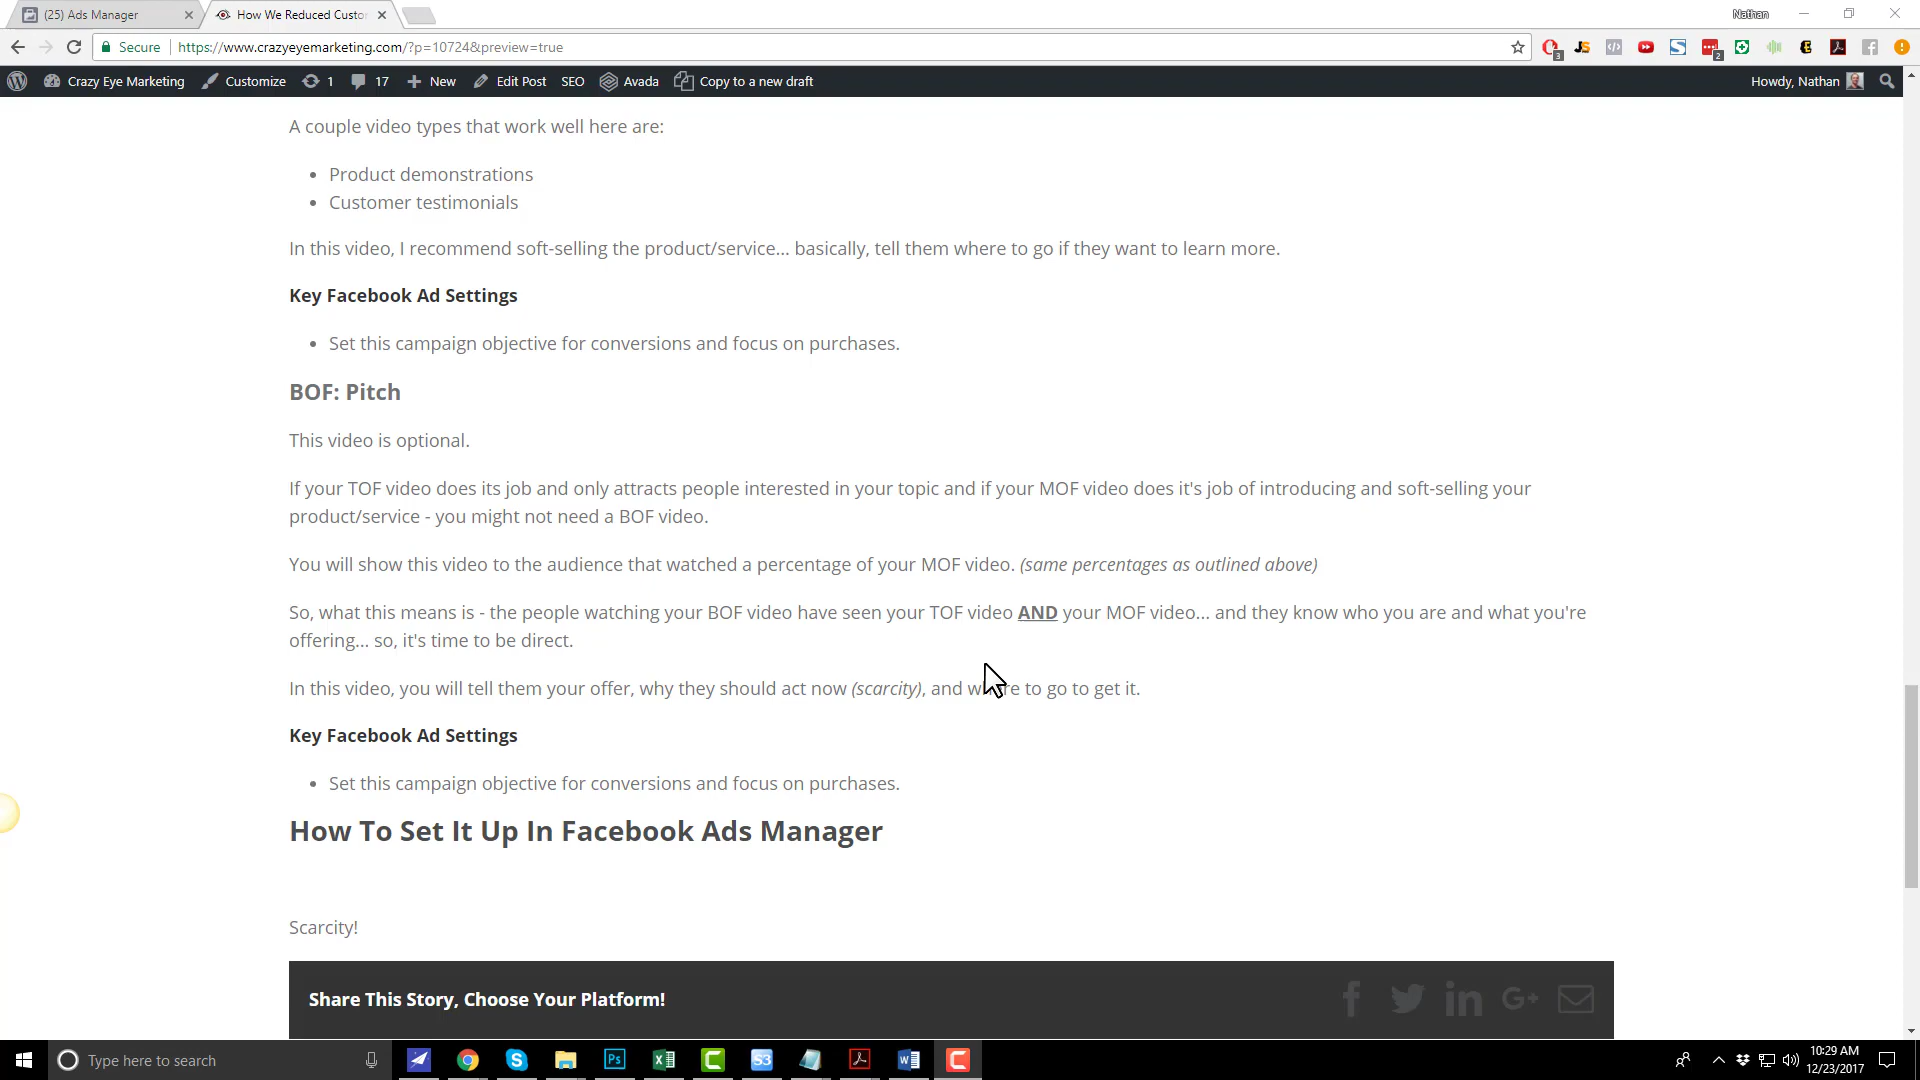 (25) Ads Manager
How We Reduced Custo
Nathan
Secure
https://www.crazyeyemarketing.com/?p=10724&preview=true
JS
3
2
Crazy Eye Marketing
Customize
1
17
New
Edit Post
SEO
Avada
Copy to a new draft
Howdy, Nathan
A couple video types that work well here are:
• Product demonstrations
• Customer testimonials
In this video, I recommend soft-selling the product/service... basically, tell them where to go if they want to learn more.
Key Facebook Ad Settings
• Set this campaign objective for conversions and focus on purchases.
BOF: Pitch
This video is optional.
If your TOF video does its job and only attracts people interested in your topic and if your MOF video does it's job of introducing and soft-selling your
product/service - you might not need a BOF video.
You will show this video to the audience that watched a percentage of your MOF video. (same percentages as outlined above)
So, what this means is - the people watching your BOF video have seen your TOF video AND your MOF video... and they know who you are and what you're
offering... so, it's time to be direct.
In this video, you will tell them your offer, why they should act now (scarcity), and to go to get it.
Key Facebook Ad Settings
• Set this campaign objective for conversions and focus on purchases.
How To Set It Up In Facebook Ads Manager
Scarcity!
Share This Story, Choose Your Platform!
Type here to search
Ps
S3
10:29 AM
12/23/2017